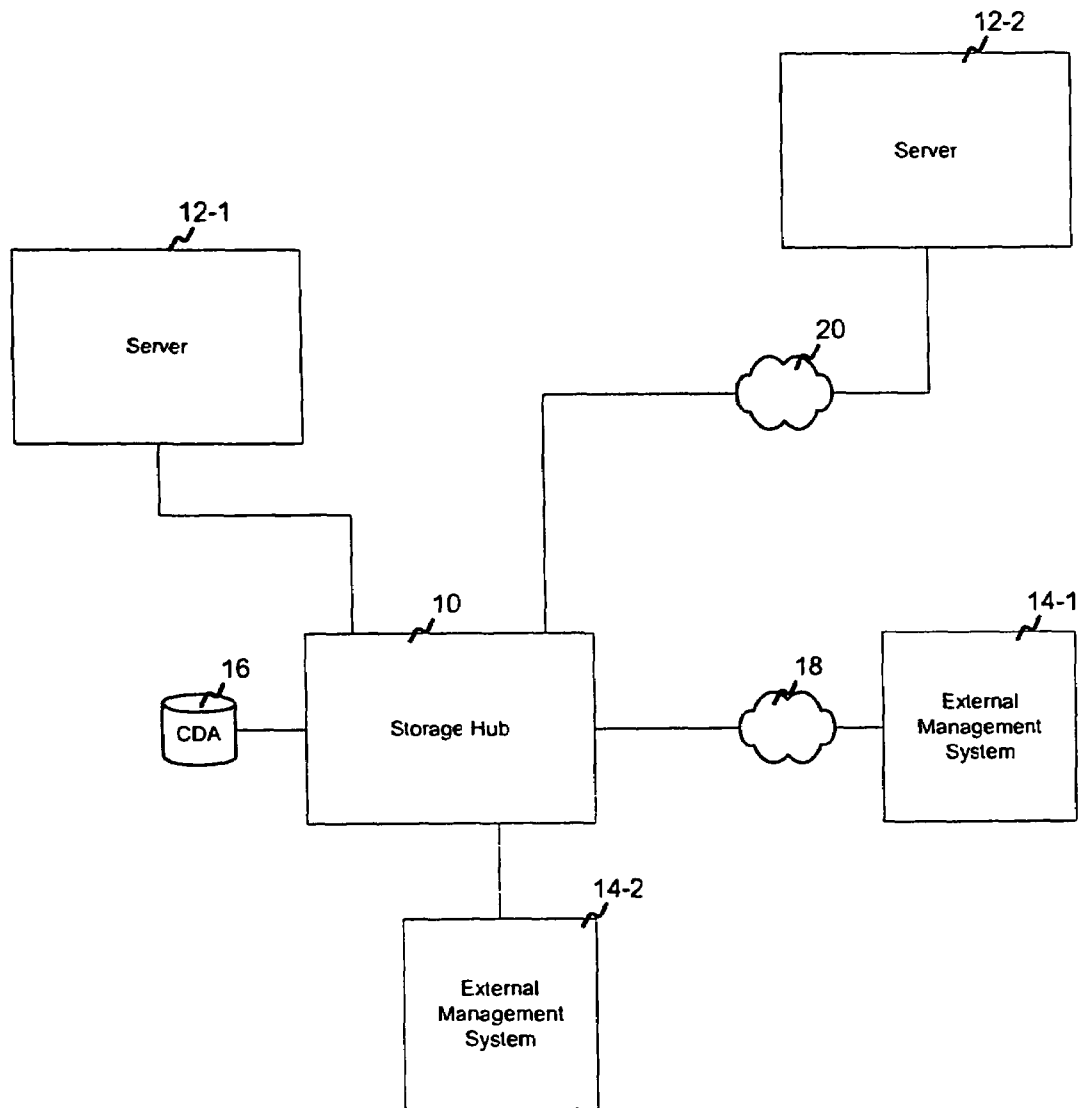 12-2
Server
12-1
Server
20
10
14-1
16
CDA
Storage Hub
18
External
Management
System
14-2
External
Management
System